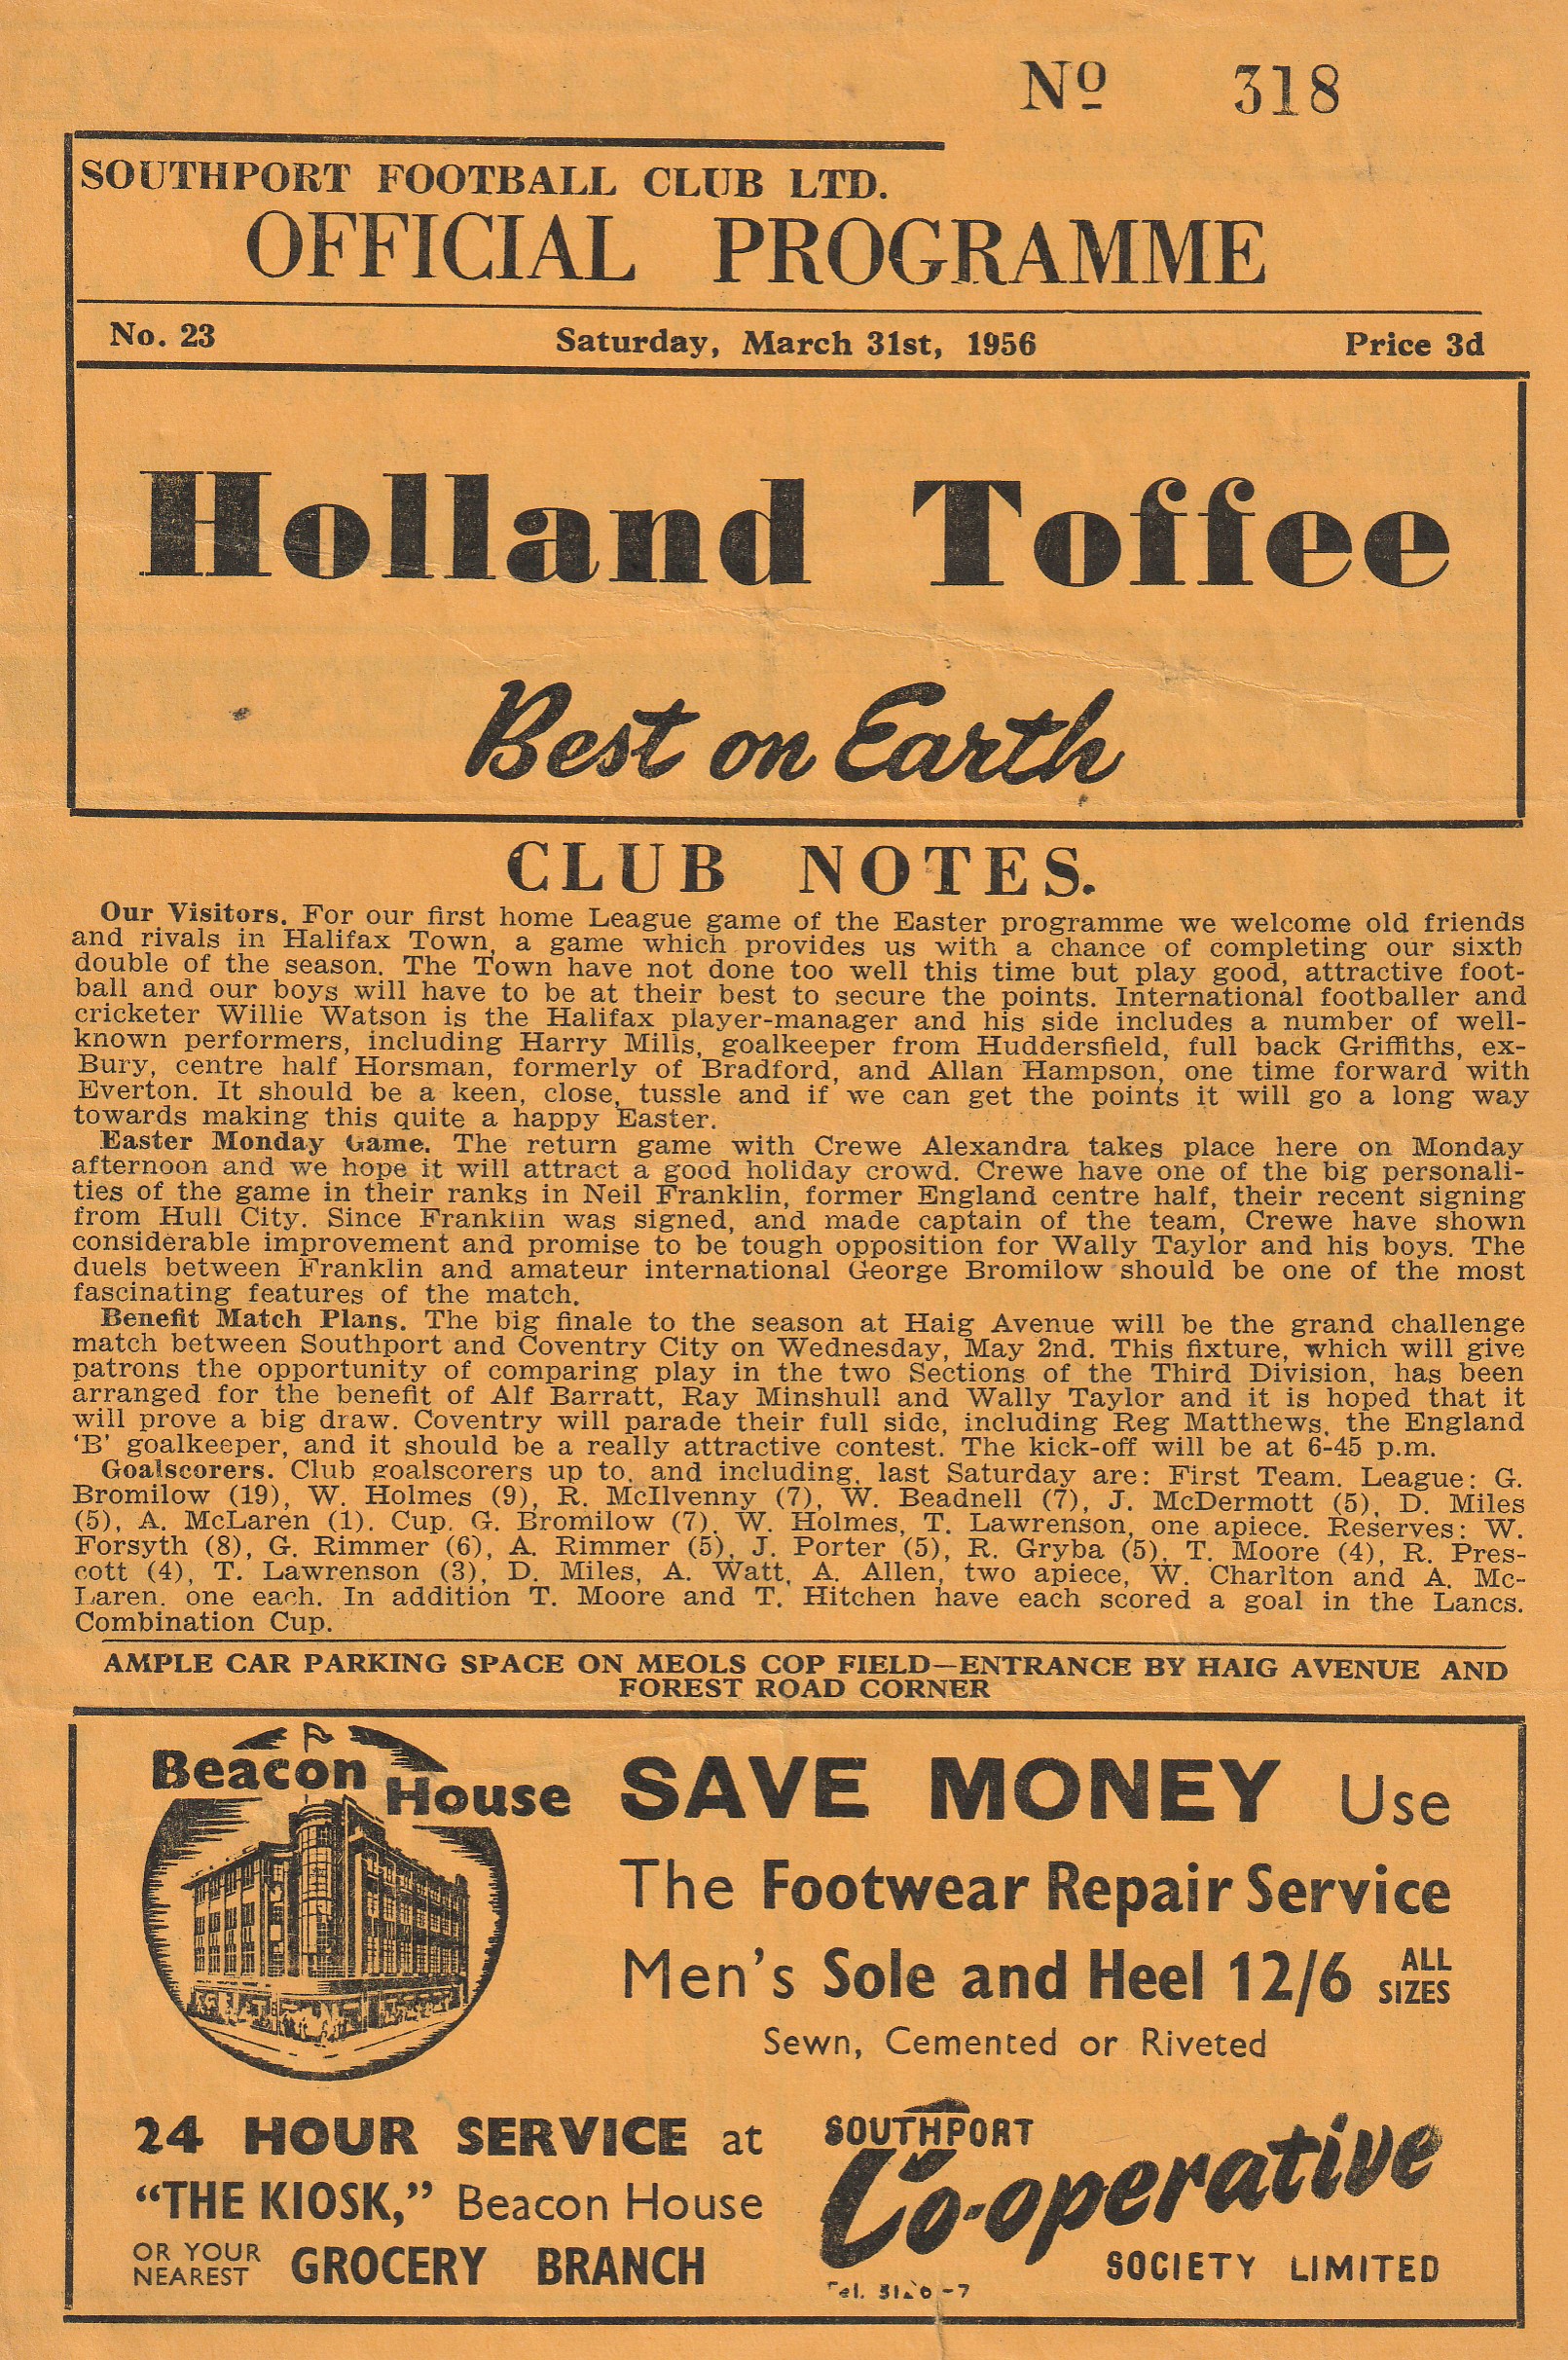 Nº 318
SOUTHPORT FOOTBALL CLUB LTD.
OFFICIAL PROGRAMME
No. 23 Saturday, March 31st, 1956 Price 3d
Holland Toffee
Best on Earth
CLUB NOTES.
Our Visitors. For our first home League game of the Easter programme we welcome old friends
and rivals in Halifax Town, a game which provides us with a chance of completing our sixth
double of the season. The Town have not done too well this time but play good, attractive foot-
ball and our boys will have to be at their best to secure the points. International footballer and
cricketer Willie Watson is the Halifax player-manager and his side includes a number of well-
known performers, including Harry Mills, goalkeeper from Huddersfield, full back Griffiths, ex-
Bury, centre half Horsman, formerly of Bradford, and Allan Hampson, one time forward with
Everton. It should be a keen, close, tussle and if we can get the points it will go a long way
towards making this quite a happy Easter.
Easter Monday Game. The return game with Crewe Alexandra takes place here on Monday
afternoon and we hope it will attract a good holiday crowd. Crewe have one of the big personali-
ties of the game in their ranks in Neil Franklin, former England centre half, their recent signing
from Hull City. Since Franklin was signed, and made captain of the team, Crewe have shown
considerable improvement and promise to be tough opposition for Wally Taylor and his boys. The
duels between Franklin and amateur international George Bromilow should be one of the most
fascinating features of the match.
Benefit Match Plans. The big finale to the season at Haig Avenue will be the grand challenge
match between Southport and Coventry City on Wednesday, May 2nd. This fixture, which will give
patrons the opportunity of comparing play in the two Sections of the Third Division, has been
arranged for the benefit of Alf Barratt, Ray Minshull and Wally Taylor and it is hoped that it
will prove a big draw. Coventry will parade their full side, including Reg Matthews, the England
'B' goalkeeper, and it should be a really attractive contest. The kick-off will be at 6-45 p.m.
Goalscorers. Club goalscorers up to, and including, last Saturday are: First Team. League: G.
Bromilow (19), W. Holmes (9), R. McIlvenny (7), W. Beadnell (7), J. McDermott (5), D. Miles
(5), A. McLaren (1). Cup. G. Bromilow (7), W. Holmes, T. Lawrenson, one apiece. Reserves: W.
Forsyth (8), G. Rimmer (6), A. Rimmer (5), J. Porter (5), R. Gryba (5), T. Moore (4), R. Pres-
cott (4), T. Lawrenson (3), D. Miles, A. Watt, A. Allen, two apiece, W. Charlton and A. Mc-
Laren, one each. In addition T. Moore and T. Hitchen have each scored a goal in the Lancs.
Combination Cup.
AMPLE CAR PARKING SPACE ON MEOLS COP FIELD—ENTRANCE BY HAIG AVENUE AND
FOREST ROAD CORNER
Beacon House
SAVE MONEY Use
The Footwear Repair Service
Men's Sole and Heel 12/6 ALL SIZES
Sewn, Cemented or Riveted
24 HOUR SERVICE at
"THE KIOSK," Beacon House
OR YOUR NEAREST GROCERY BRANCH
SOUTHPORT
Co-operative
SOCIETY LIMITED
Tel.